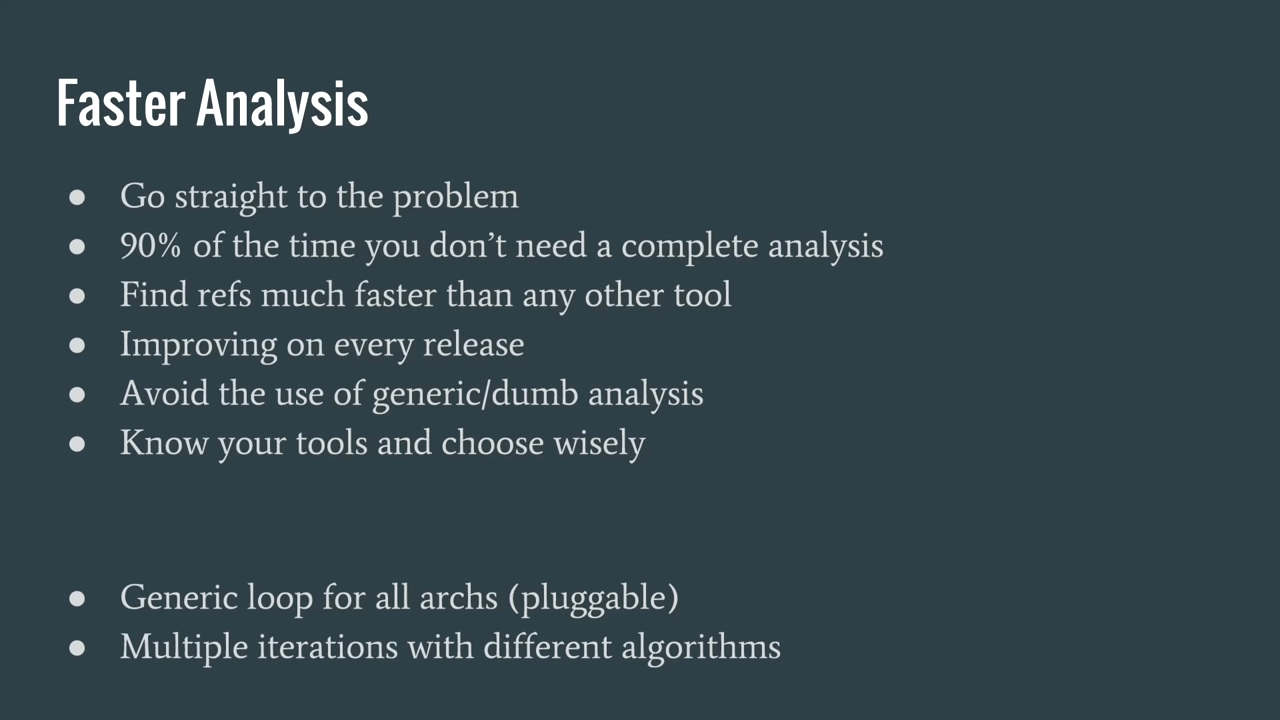 Faster Analysis
● Go straight to the problem
● 90% of the time you don’t need a complete analysis
● Find refs much faster than any other tool
● Improving on every release
● Avoid the use of generic/dumb analysis
● Know your tools and choose wisely
● Generic loop for all archs (pluggable)
● Multiple iterations with different algorithms